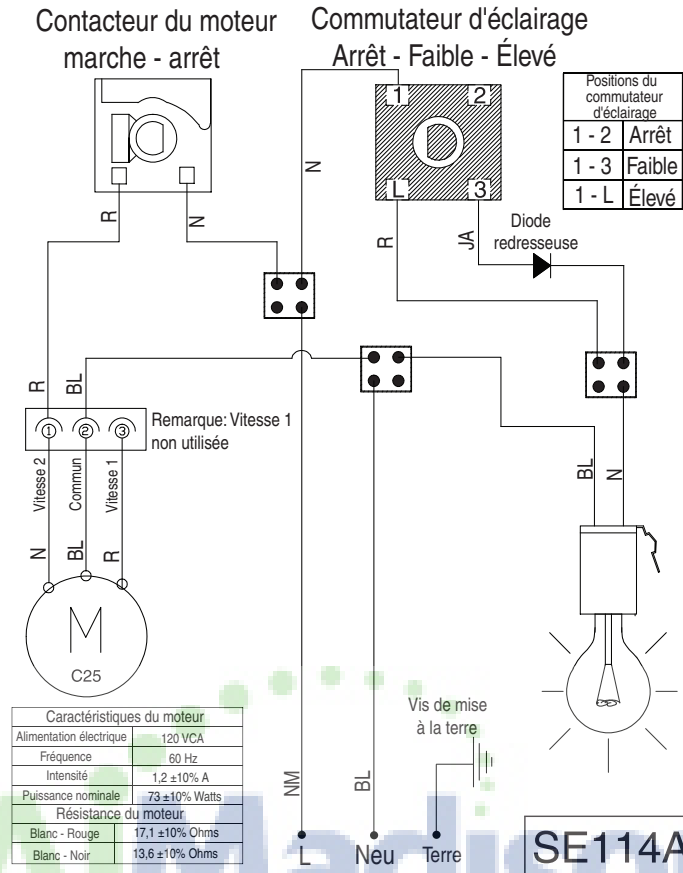 Contacteur du moteur
marche - arrêt
Commutateur d'éclairage
Arrêt - Faible - Élevé
Positions du
commutateur
d'éclairage
1 - 2 Arrêt
1 - 3 Faible
1 - L Élevé
1 2
L 3
R
N
N
R
JA
Diode
redresseuse
R
BL
1 2 3
Remarque: Vitesse 1
non utilisée
Vitesse 2
Commun
Vitesse 1
N
BL
R
BL
N
M
C25
Caractéristiques du moteur
Alimentation électrique 120 VCA
Fréquence 60 Hz
Intensité 1,2 ±10% A
Puissance nominale 73 ±10% Watts
Résistance du moteur
Blanc - Rouge 17,1 ±10% Ohms
Blanc - Noir 13,6 ±10% Ohms
NM
BL
Vis de mise
à la terre
L
Neu
Terre
SE114A